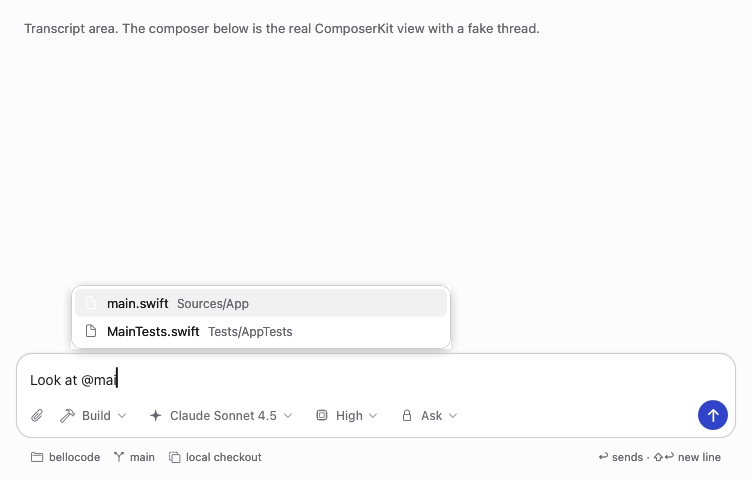 Transcript area. The composer below is the real ComposerKit view with a fake thread.
main.swift Sources/App
MainTests.swift Tests/AppTests
Look at @mai
Build Claude Sonnet 4.5 High Ask
bellocode main local checkout ↩ sends · ⇧↩ new line